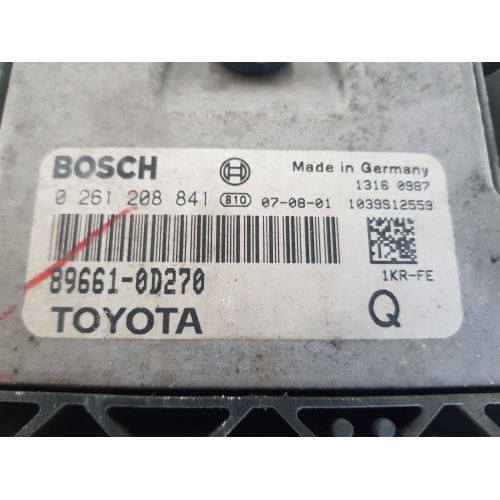 BOSCH Made in Germany
1316 0987
0 261 208 841 810 07-08-01 1039S12559
89661-0D270 1KR-FE
TOYOTA Q